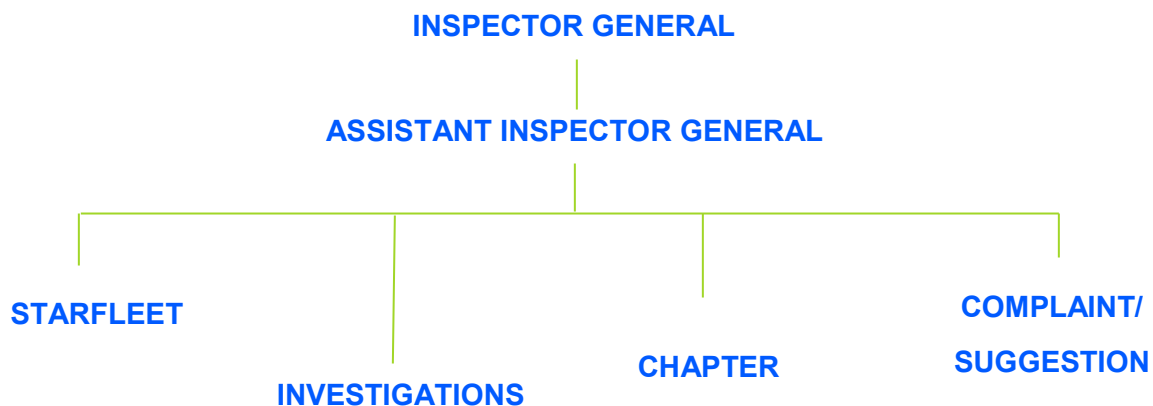 INSPECTOR GENERAL
ASSISTANT INSPECTOR GENERAL
STARFLEET
INVESTIGATIONS
CHAPTER
COMPLAINT/
SUGGESTION